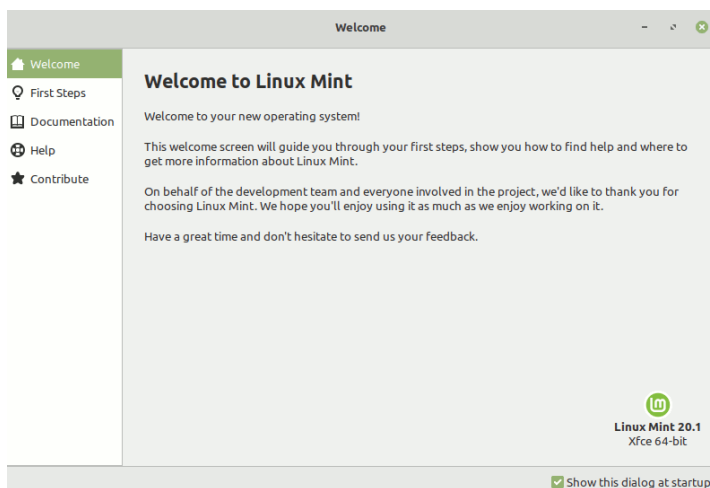 Welcome
Welcome
First Steps
Documentation
Help
Contribute
Welcome to Linux Mint
Welcome to your new operating system!
This welcome screen will guide you through your first steps, show you how to find help and where to
get more information about Linux Mint.
On behalf of the development team and everyone involved in the project, we'd like to thank you for
choosing Linux Mint. We hope you'll enjoy using it as much as we enjoy working on it.
Have a great time and don't hesitate to send us your feedback.
Linux Mint 20.1
Xfce 64-bit
Show this dialog at startup